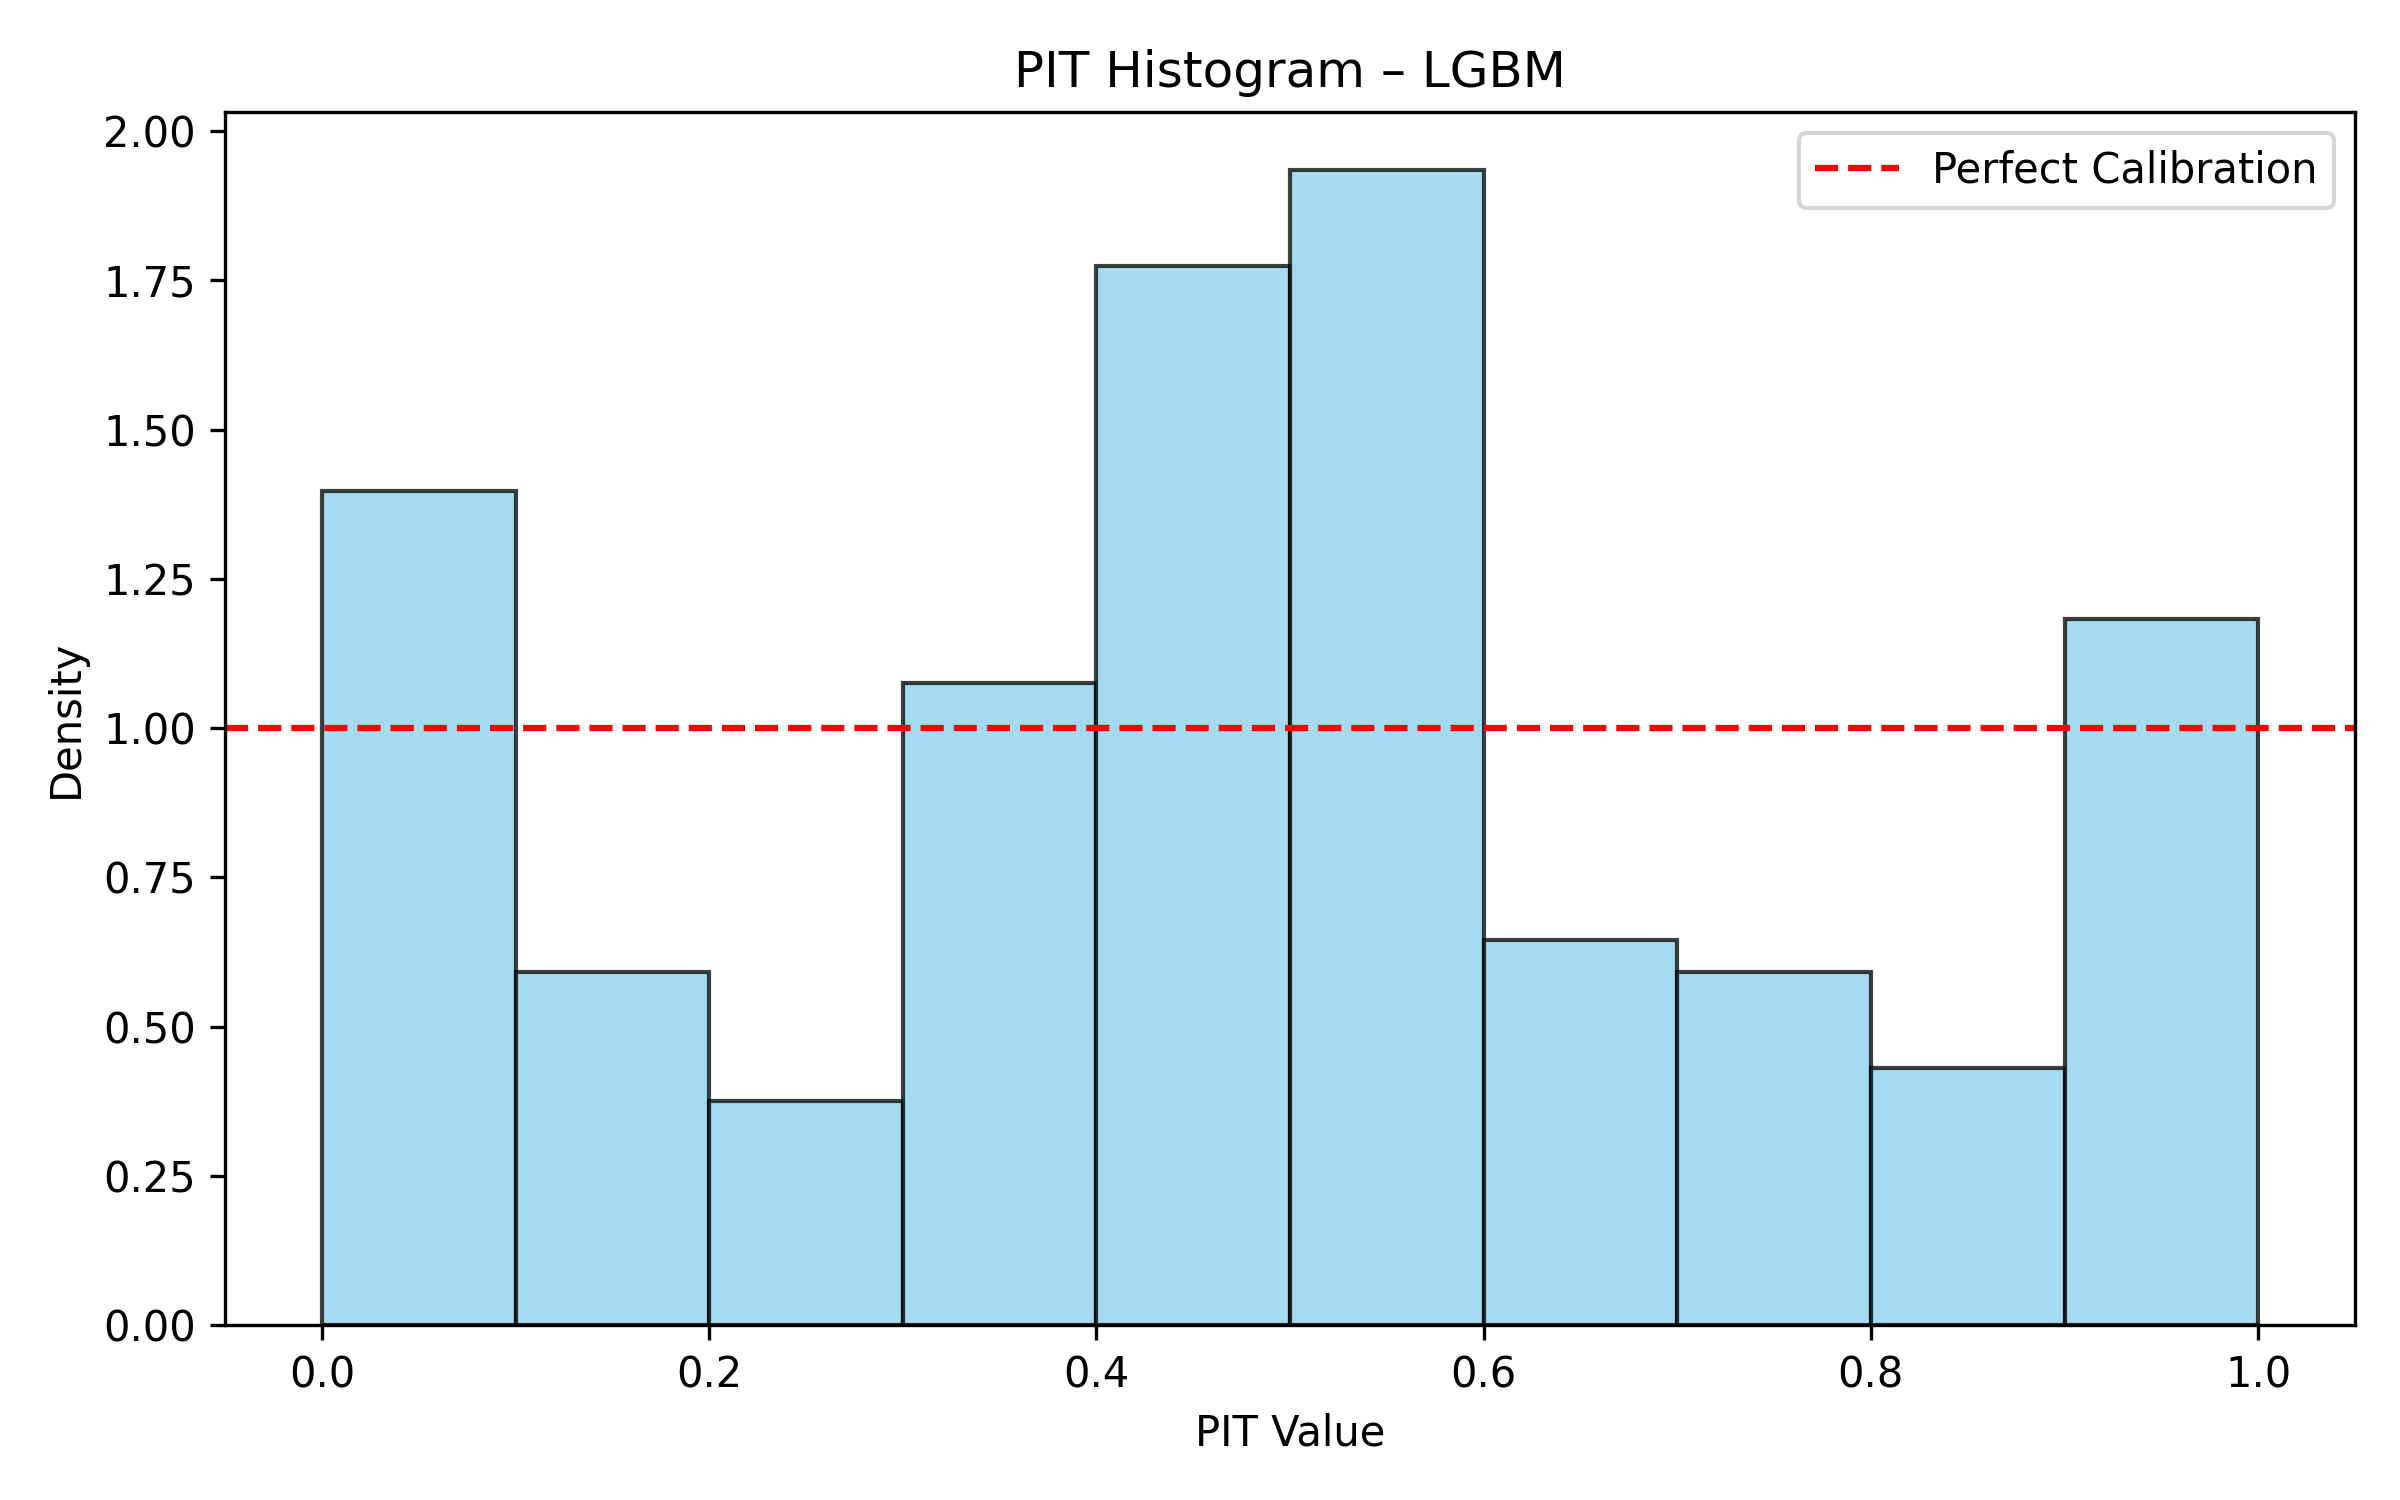 PIT Histogram – LGBM
Perfect Calibration
Density
2.00
1.75
1.50
1.25
1.00
0.75
0.50
0.25
0.00
0.0 0.2 0.4 0.6 0.8 1.0
PIT Value